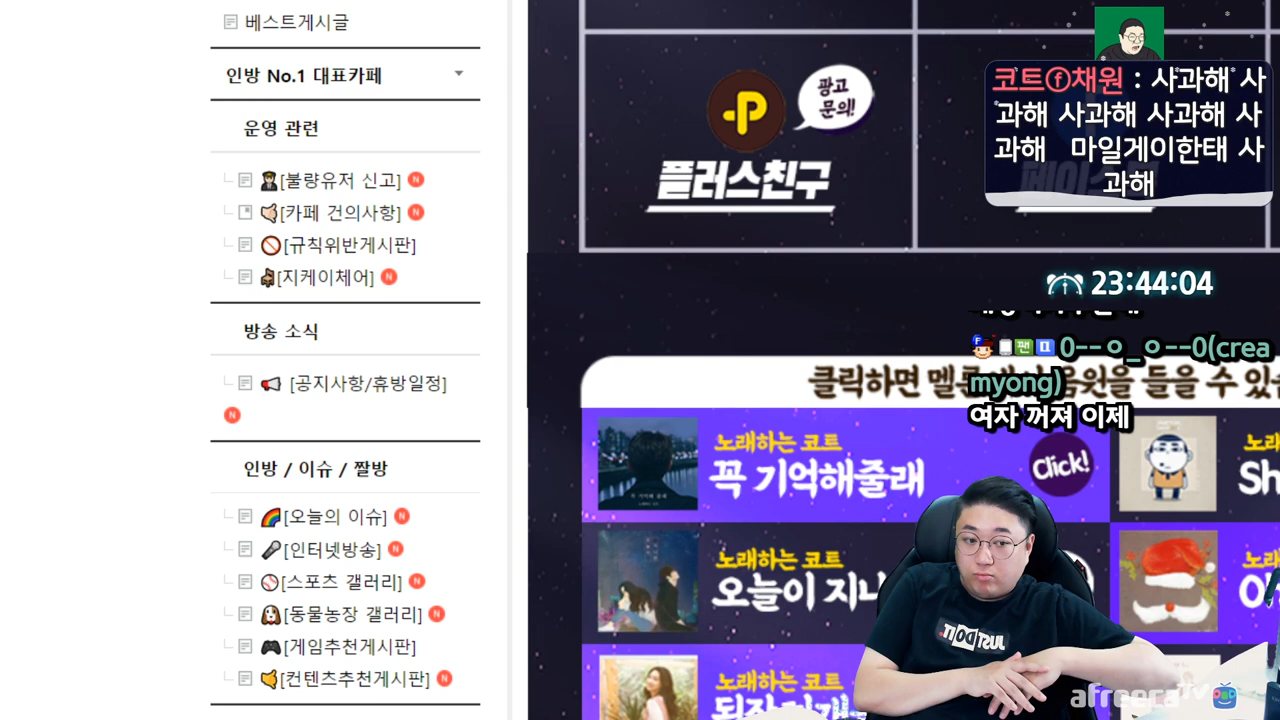 베스트게시글
인방 No.1 대표카페
운영 관련
[불량유저 신고] N
[카페 건의사항] N
[규칙위반게시판]
[지케이체어] N
방송 소식
[공지사항/휴방일정]
N
인방 / 이슈 / 짤방
[오늘의 이슈] N
[인터넷방송] N
[스포츠 갤러리] N
[동물농장 갤러리] N
[게임추천게시판]
[컨텐츠추천게시판] N
광고
문의!
플러스친구
코트ⓕ채원 : 사과해 사
과해 사과해 사과해 사
과해 마일게이한태 사
과해
23:44:04
0--ㅇ_ㅇ--0(crea
myong)
여자 꺼져 이제
클릭하면 들을 수
노래하는 코트
꼭 기억해줄래
Click!
노래하는 코트
오늘이
노래하는 코트
JUST DO IT.
afreecaTV